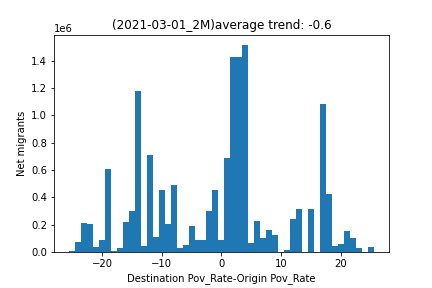 (2021-03-01_2M)average trend: -0.6
1e6
1.4
1.2
1.0
0.8
0.6
0.4
0.2
0.0
Net migrants
−20 −10 0 10 20
Destination Pov_Rate-Origin Pov_Rate